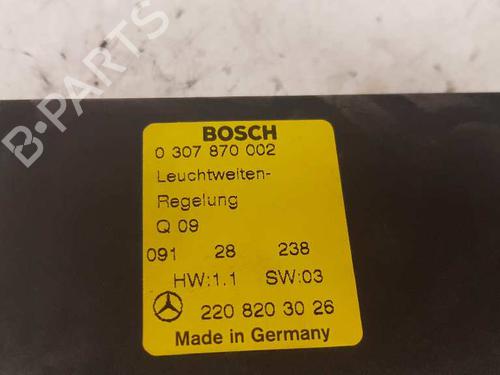 BOSCH
0 307 870 002
Leuchtweiten-
Regelung
Q 09
091 28 238
HW:1.1 SW:03
220 820 30 26
Made in Germany